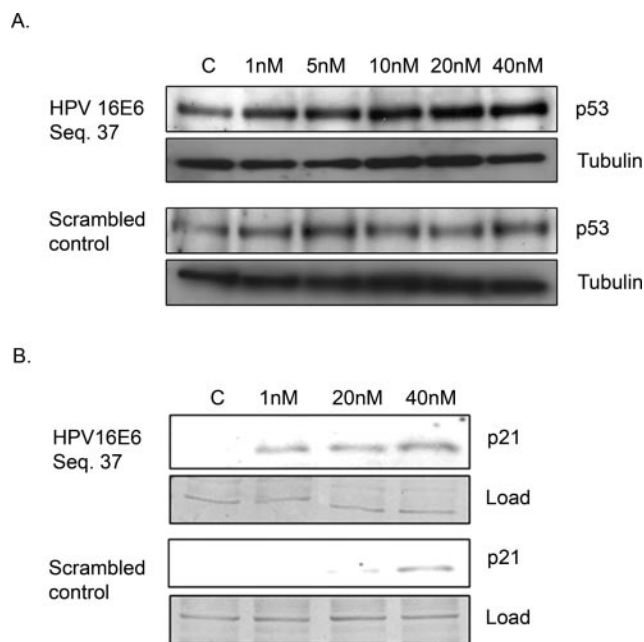 A.
C 1nM 5nM 10nM 20nM 40nM
HPV 16E6 p53
Seq. 37
Tubulin
Scrambled p53
control
Tubulin
B.
C 1nM 20nM 40nM
HPV16E6 p21
Seq. 37
Load
Scrambled p21
control
Load